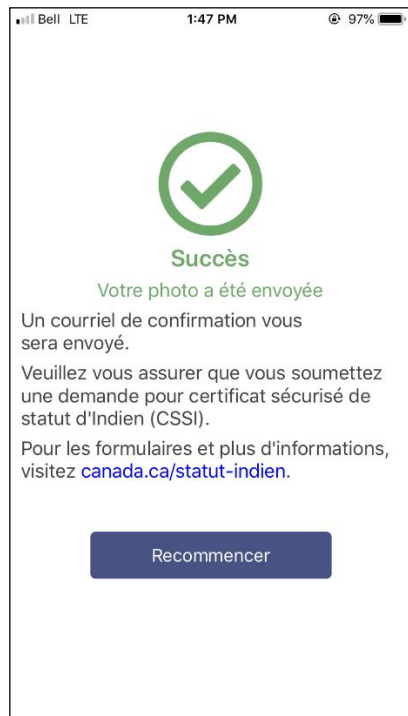 Bell LTE 1:47 PM 97%
Succès
Votre photo a été envoyée
Un courriel de confirmation vous
sera envoyé.
Veuillez vous assurer que vous soumettez
une demande pour certificat sécurisé de
statut d'Indien (CSSI).
Pour les formulaires et plus d'informations,
visitez canada.ca/statut-indien.
Recommencer